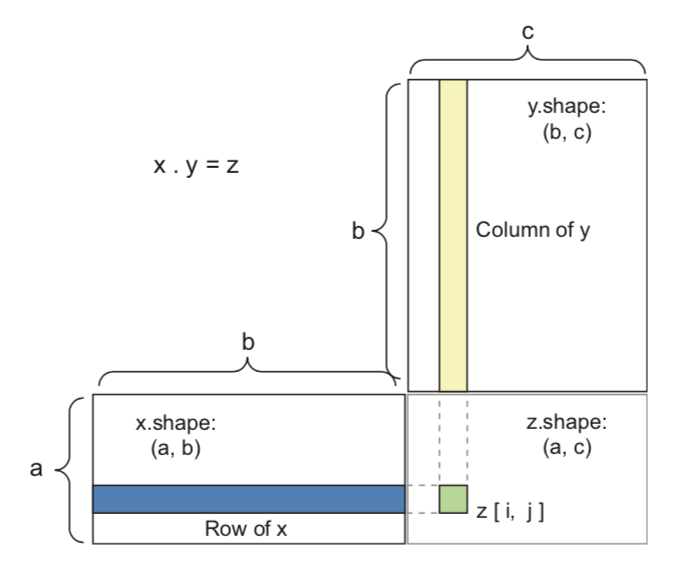 c
y.shape:
(b, c)
x . y = z
b
Column of y
b
x.shape:
(a, b)
z.shape:
(a, c)
a
z [ i, j ]
Row of x